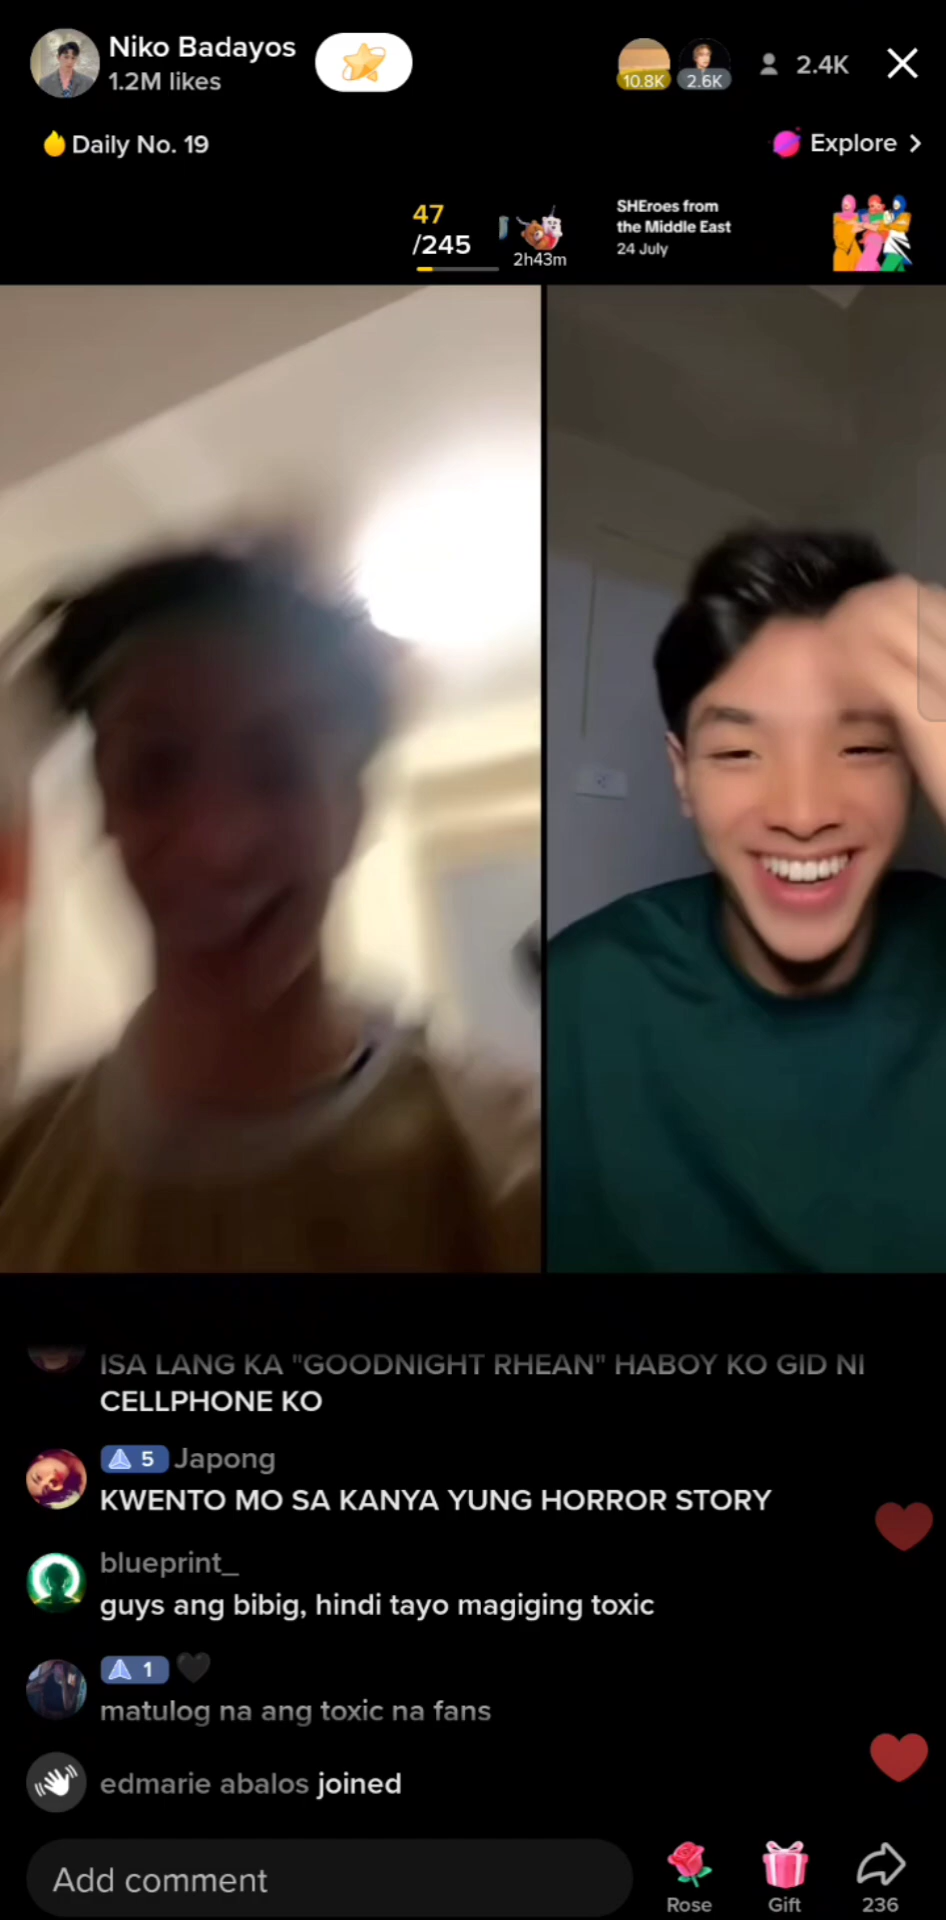 Niko Badayos
1.2M likes
10.8K
2.6K
2.4K
Daily No. 19
Explore
47
/245
2h43m
SHEroes from
the Middle East
24 July
ISA LANG KA "GOODNIGHT RHEAN" HABOY KO GID NI
CELLPHONE KO
5 Japong
KWENTO MO SA KANYA YUNG HORROR STORY
blueprint_
guys ang bibig, hindi tayo magiging toxic
1 🖤
matulog na ang toxic na fans
edmarie abalos joined
Add comment
Rose
Gift
236